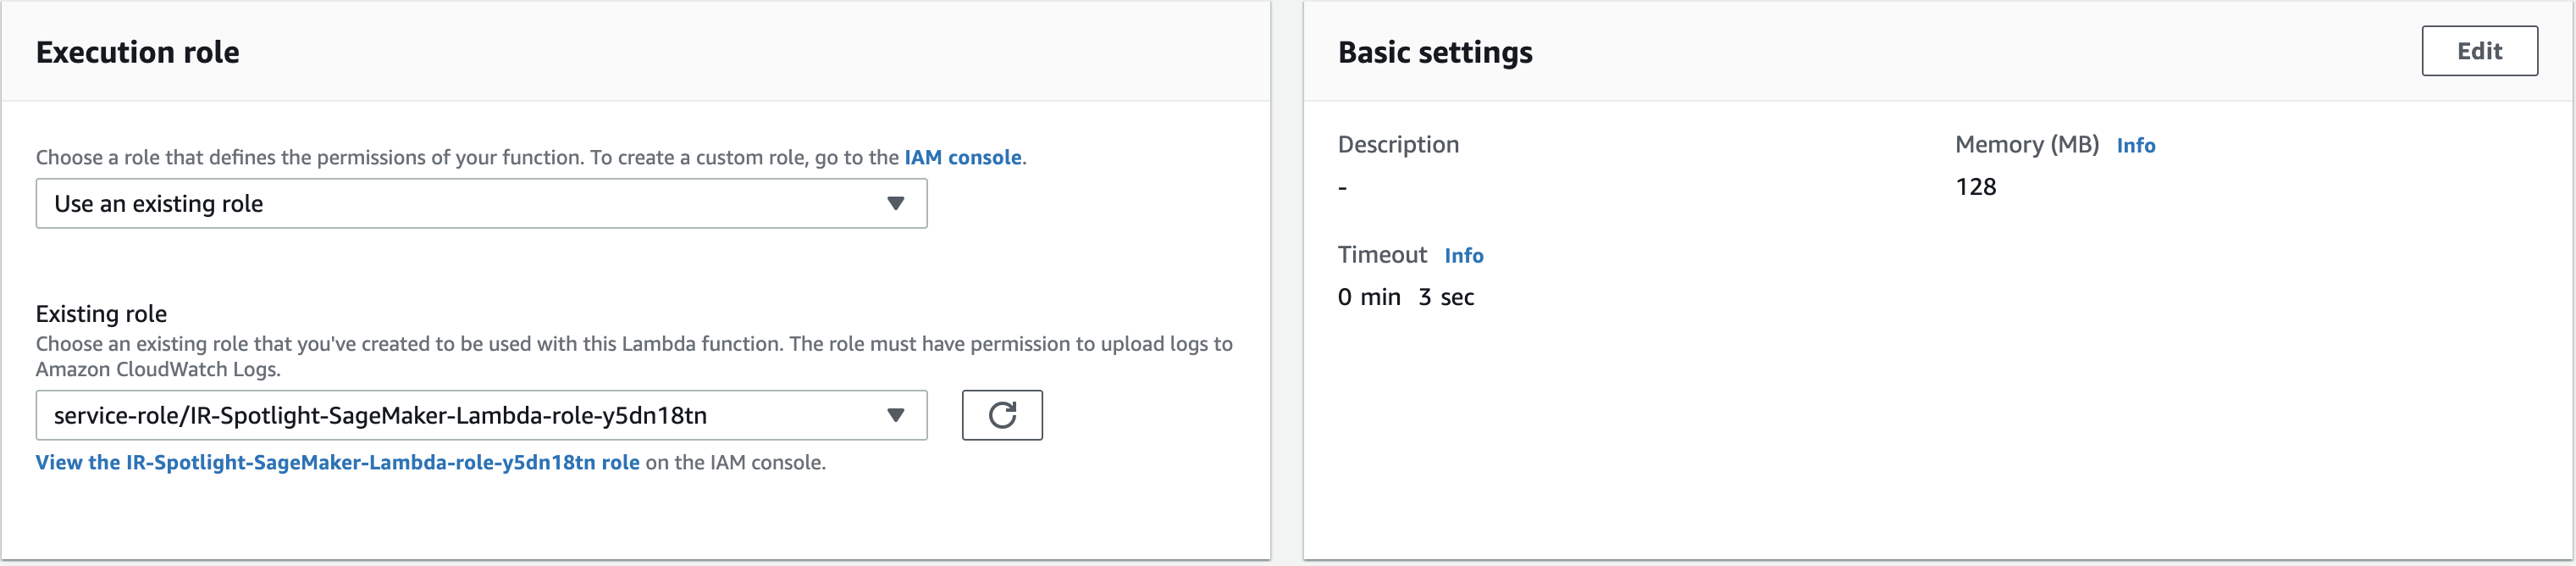 Execution role
Choose a role that defines the permissions of your function. To create a custom role, go to the IAM console.
Use an existing role
Existing role
Choose an existing role that you've created to be used with this Lambda function. The role must have permission to upload logs to
Amazon CloudWatch Logs.
service-role/IR-Spotlight-SageMaker-Lambda-role-y5dn18tn
View the IR-Spotlight-SageMaker-Lambda-role-y5dn18tn role on the IAM console.
Basic settings
Edit
Description
-
Memory (MB) Info
128
Timeout Info
0 min 3 sec